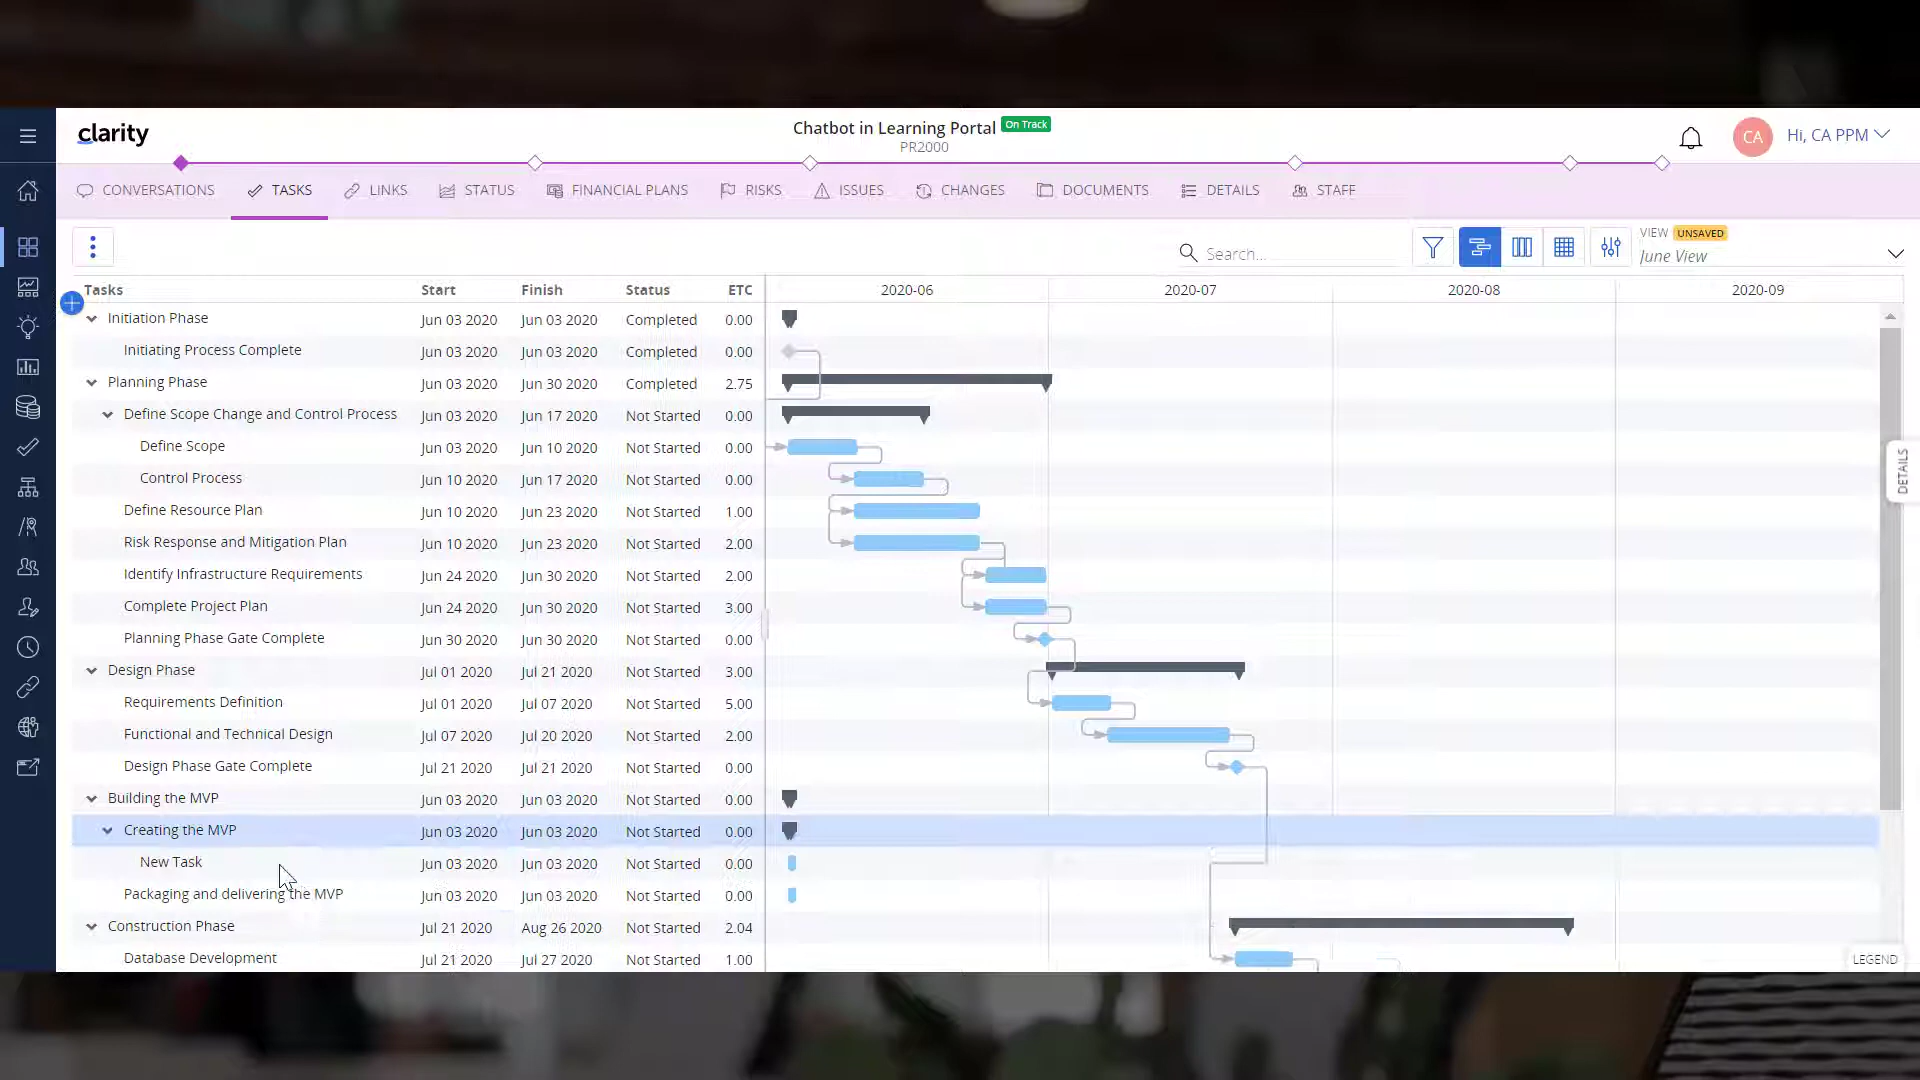 clarity
Chatbot in Learning Portal On Track
PR2000
CA Hi, CA PPM
CONVERSATIONS TASKS LINKS STATUS FINANCIAL PLANS RISKS ISSUES CHANGES DOCUMENTS DETAILS STAFF
Search...
VIEW UNSAVED
June View
Tasks Start Finish Status ETC 2020-06 2020-07 2020-08 2020-09
Initiation Phase Jun 03 2020 Jun 03 2020 Completed 0.00
Initiating Process Complete Jun 03 2020 Jun 03 2020 Completed 0.00
Planning Phase Jun 03 2020 Jun 30 2020 Completed 2.75
Define Scope Change and Control Process Jun 03 2020 Jun 17 2020 Not Started 0.00
Define Scope Jun 03 2020 Jun 10 2020 Not Started 0.00
Control Process Jun 10 2020 Jun 17 2020 Not Started 0.00
Define Resource Plan Jun 10 2020 Jun 23 2020 Not Started 1.00
Risk Response and Mitigation Plan Jun 10 2020 Jun 23 2020 Not Started 2.00
Identify Infrastructure Requirements Jun 24 2020 Jun 30 2020 Not Started 2.00
Complete Project Plan Jun 24 2020 Jun 30 2020 Not Started 3.00
Planning Phase Gate Complete Jun 30 2020 Jun 30 2020 Not Started 0.00
Design Phase Jul 01 2020 Jul 21 2020 Not Started 3.00
Requirements Definition Jul 01 2020 Jul 07 2020 Not Started 5.00
Functional and Technical Design Jul 07 2020 Jul 20 2020 Not Started 2.00
Design Phase Gate Complete Jul 21 2020 Jul 21 2020 Not Started 0.00
Building the MVP Jun 03 2020 Jun 03 2020 Not Started 0.00
Creating the MVP Jun 03 2020 Jun 03 2020 Not Started 0.00
New Task Jun 03 2020 Jun 03 2020 Not Started 0.00
Packaging and delivering the MVP Jun 03 2020 Jun 03 2020 Not Started 0.00
Construction Phase Jul 21 2020 Aug 26 2020 Not Started 2.04
Database Development Jul 21 2020 Jul 27 2020 Not Started 1.00
DETAILS
LEGEND